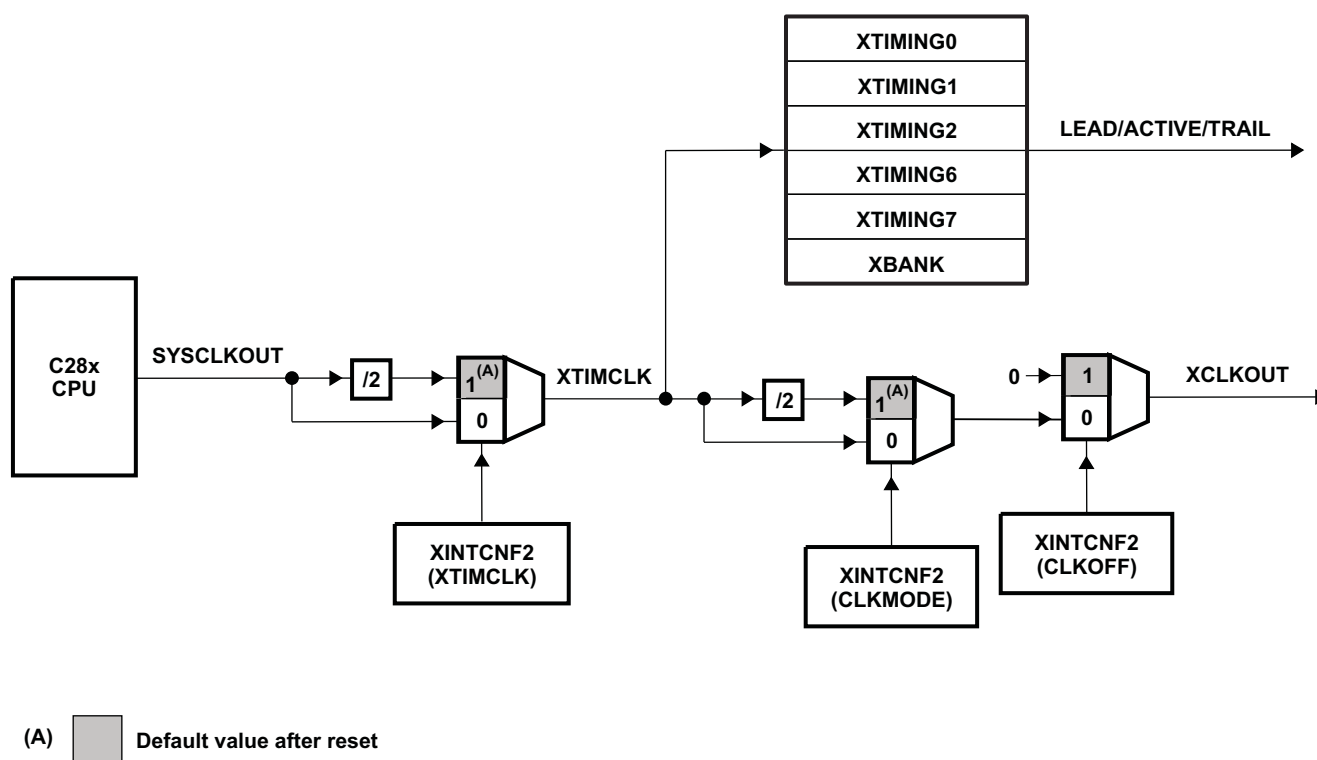 XTIMING0
XTIMING1
XTIMING2
LEAD/ACTIVE/TRAIL
XTIMING6
XTIMING7
XBANK
C28x
CPU
SYSCLKOUT
/2
1(A)
0
XTIMCLK
/2
1(A)
0
0
1
0
XCLKOUT
XINTCNF2
(XTIMCLK)
XINTCNF2
(CLKMODE)
XINTCNF2
(CLKOFF)
(A) Default value after reset